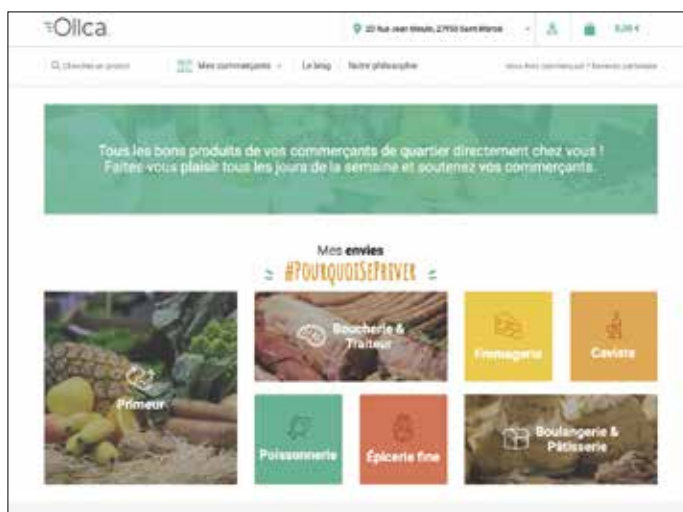 Ollca
Mes commerçants Le blog Notre philosophie
Tous les bons produits de vos commerçants de quartier directement chez vous !
Faites-vous plaisir tous les jours de la semaine et soutenez vos commerçants.
Mes envies
#POURQUOISEPRIVER
Primeur
Boucherie &
Traiteur
Fromagerie
Caviste
Poissonnerie
Épicerie fine
Boulangerie &
Pâtisserie